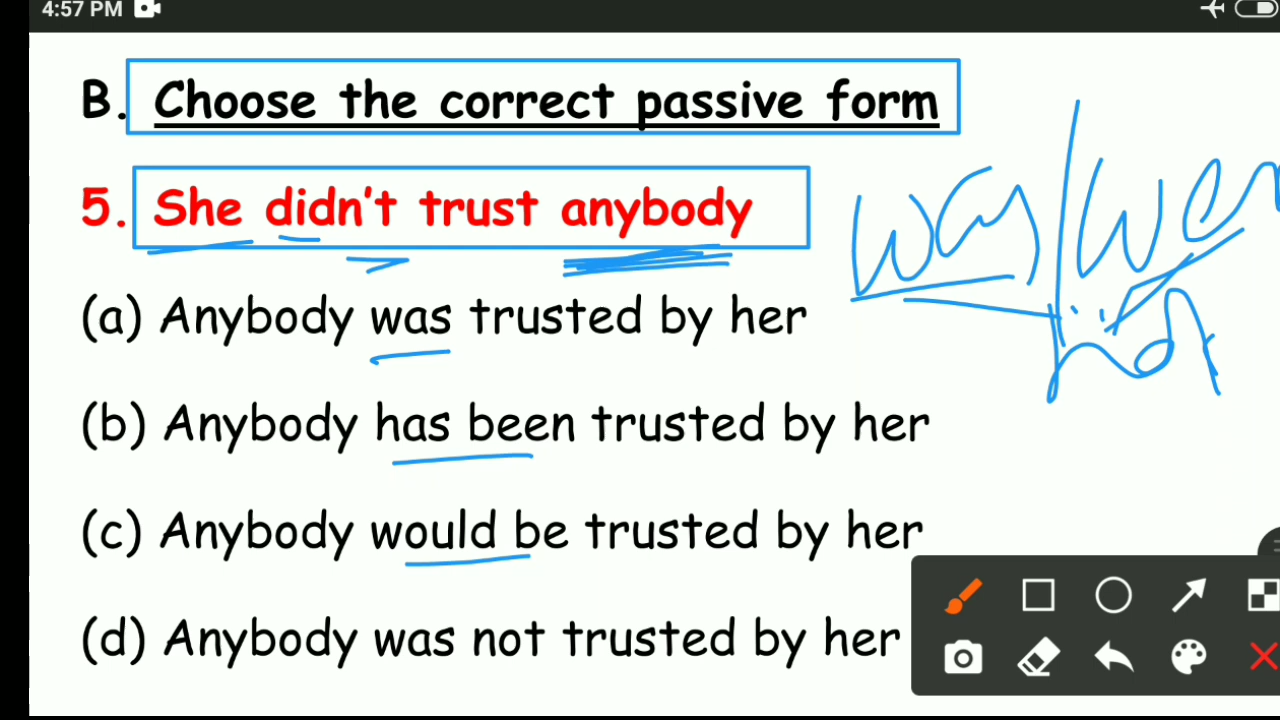 4:57 PM
B. Choose the correct passive form
5. She didn't trust anybody
was/wer
not
(a) Anybody was trusted by her
(b) Anybody has been trusted by her
(c) Anybody would be trusted by her
(d) Anybody was not trusted by her